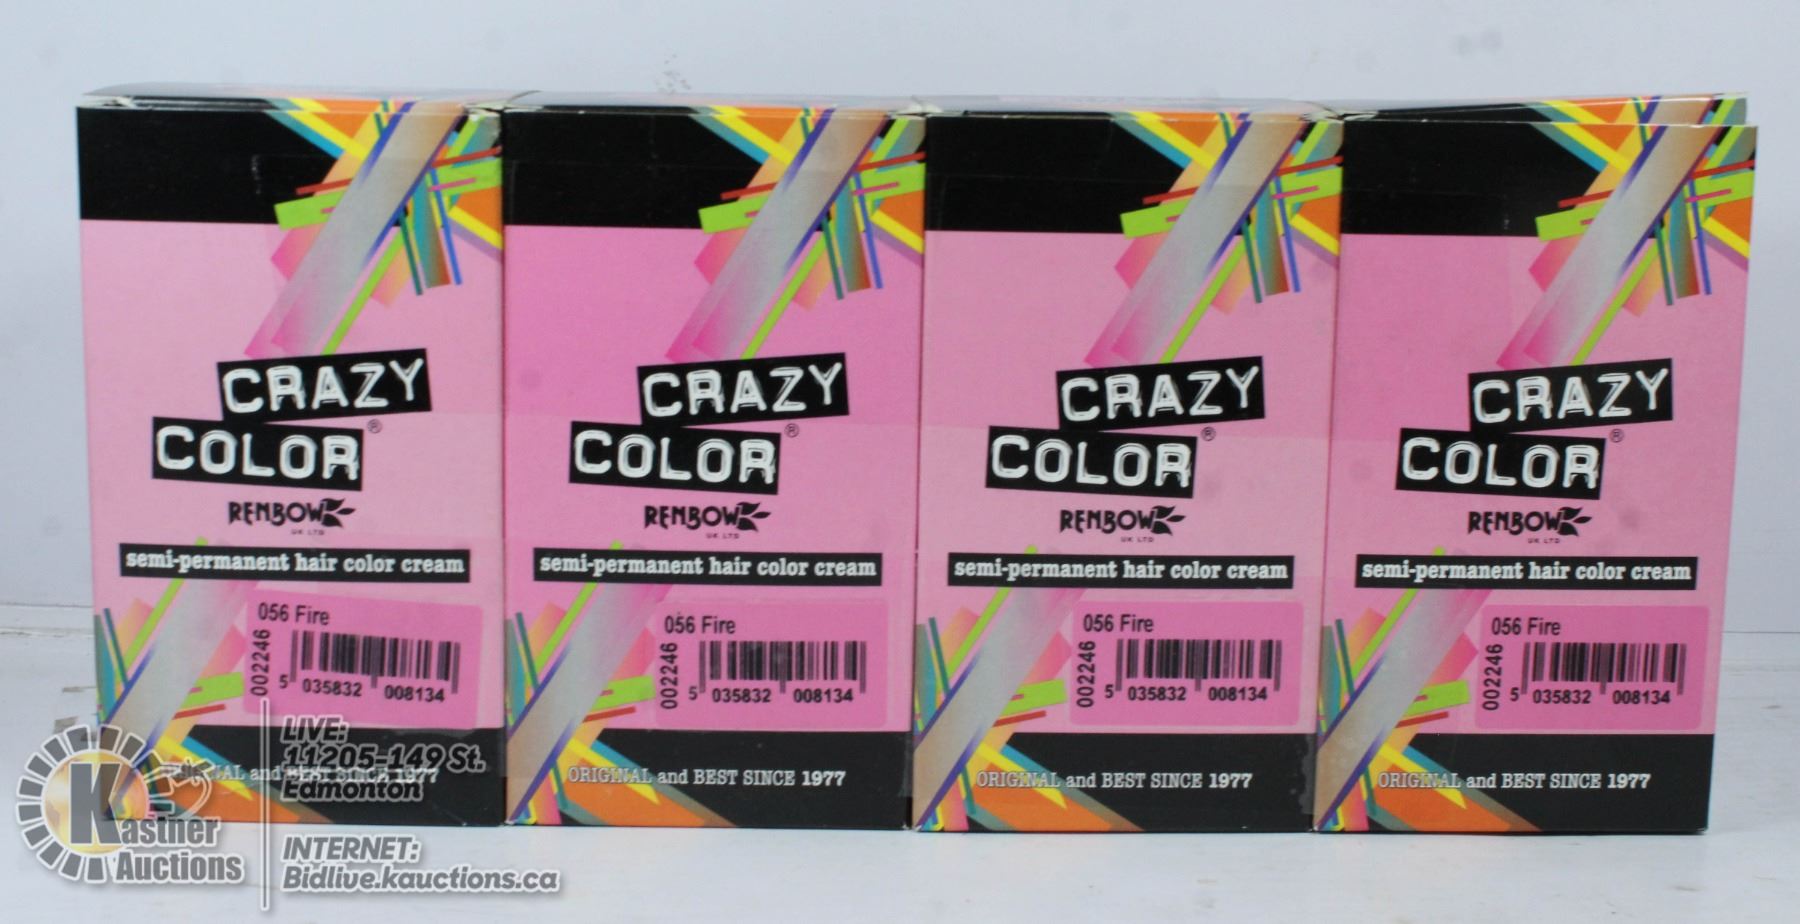 CRAZY
COLOR®
RENBOW
UK LTD
semi-permanent hair color cream
056 Fire
002246
5 035832 008134
and BEST SINCE 1977
CRAZY
COLOR®
RENBOW
UK LTD
semi-permanent hair color cream
056 Fire
002246
5 035832 008134
ORIGINAL and BEST SINCE 1977
CRAZY
COLOR®
RENBOW
UK LTD
semi-permanent hair color cream
056 Fire
002246
5 035832 008134
ORIGINAL and BEST SINCE 1977
CRAZY
COLOR®
RENBOW
UK LTD
semi-permanent hair color cream
056 Fire
002246
5 035832 008134
ORIGINAL and BEST SINCE 1977
Kastner
Auctions
LIVE:
11205-149 St.
Edmonton
INTERNET:
Bidlive.kauctions.ca